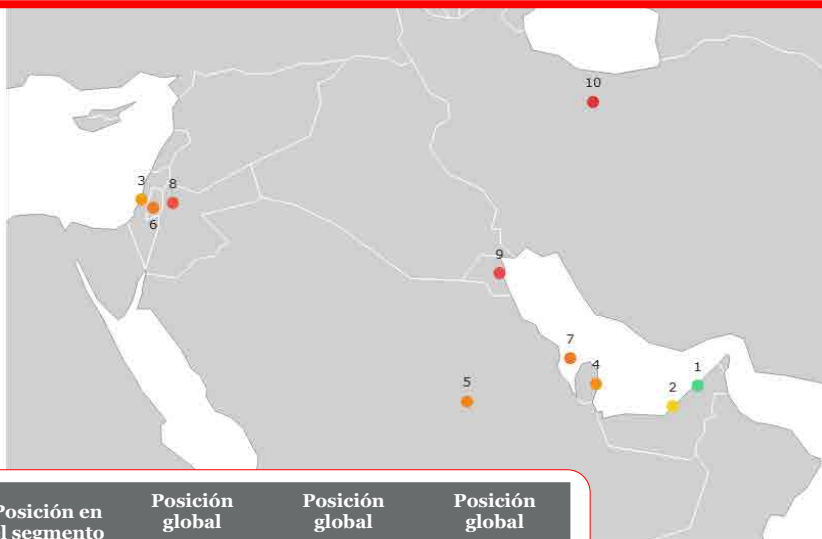 10
3
8
6
9
7
4
1
2
5
Posición en
l segmento
Posición
global
Posición
global
Posición
global